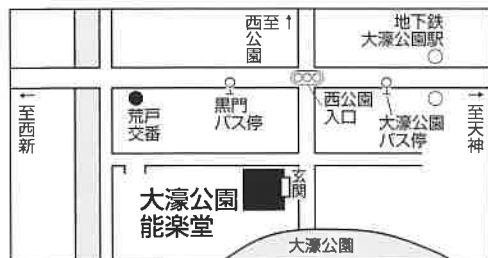 至西公園
↑
地下鉄
大濠公園駅
←
至西新
荒戸
交番
黒門
バス停
西公園
入口
大濠公園
バス停
→
至天神
大濠公園
能楽堂
玄関
大濠公園